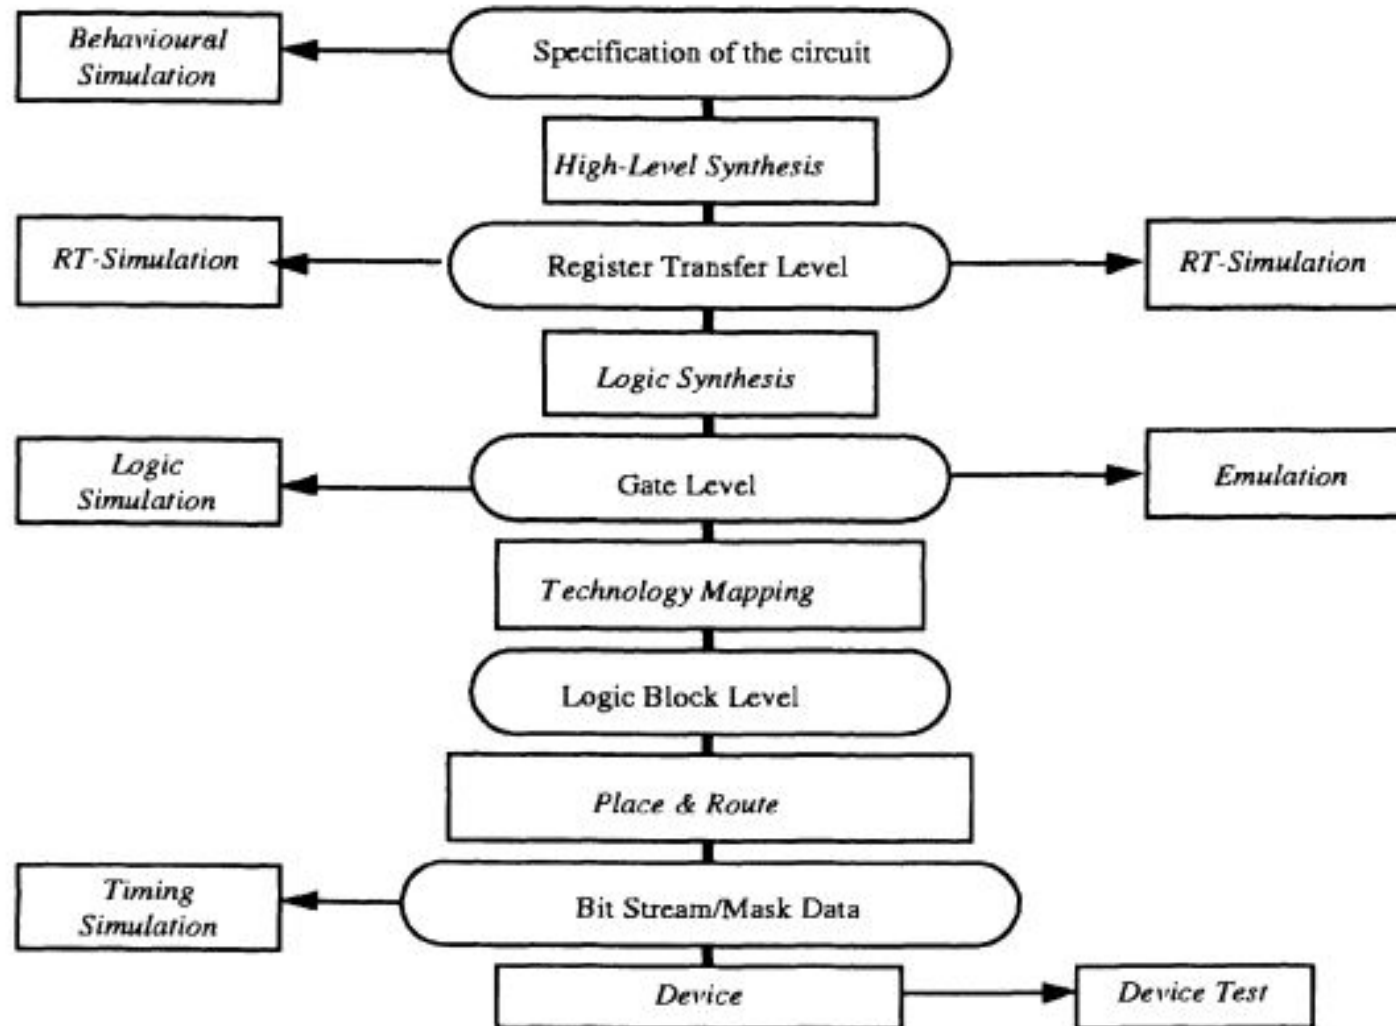 Behavioural
Simulation
Specification of the circuit
High-Level Synthesis
RT-Simulation
Register Transfer Level
RT-Simulation
Logic Synthesis
Logic
Simulation
Gate Level
Emulation
Technology Mapping
Logic Block Level
Place & Route
Timing
Simulation
Bit Stream/Mask Data
Device
Device Test